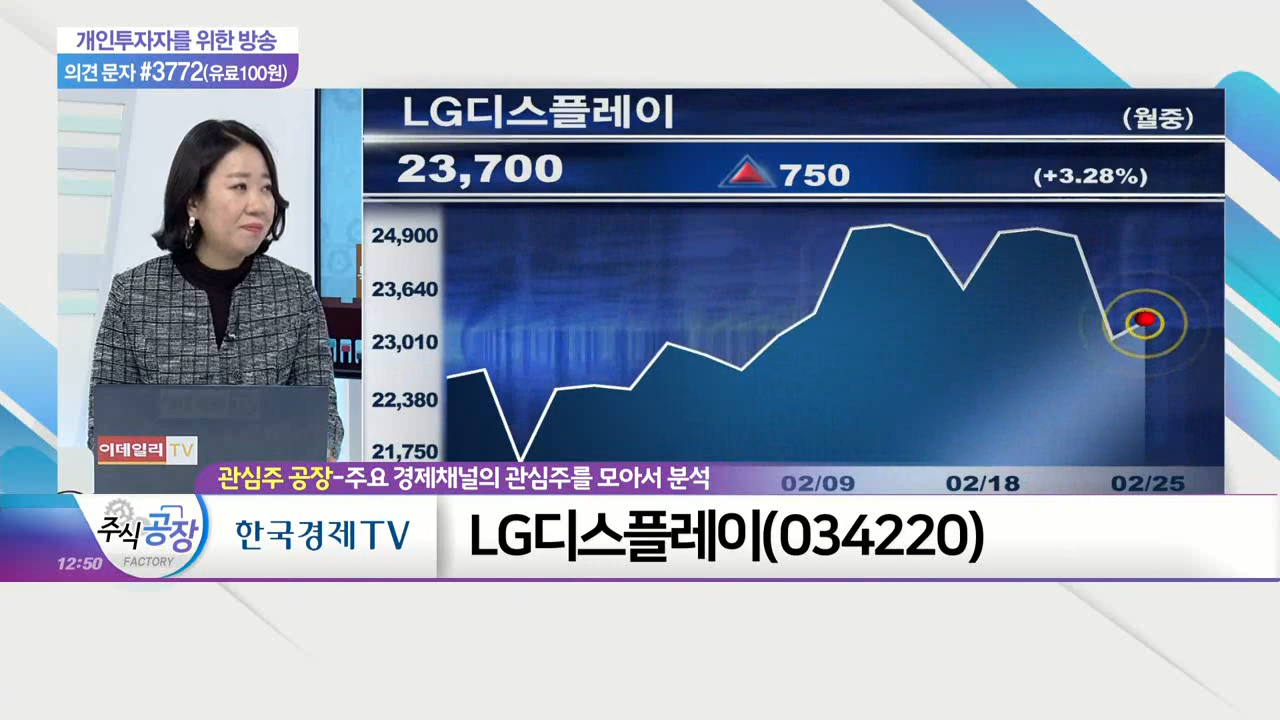 개인투자자를 위한 방송
의견 문자 #3772(유료100원)
LG디스플레이
(월중)
23,700
750
(+3.28%)
24,900
23,640
23,010
22,380
21,750
02/09
02/18
02/25
이데일리 TV
관심주 공장-주요 경제채널의 관심주를 모아서 분석
주식공장
FACTORY
12:50
한국경제TV
LG디스플레이(034220)